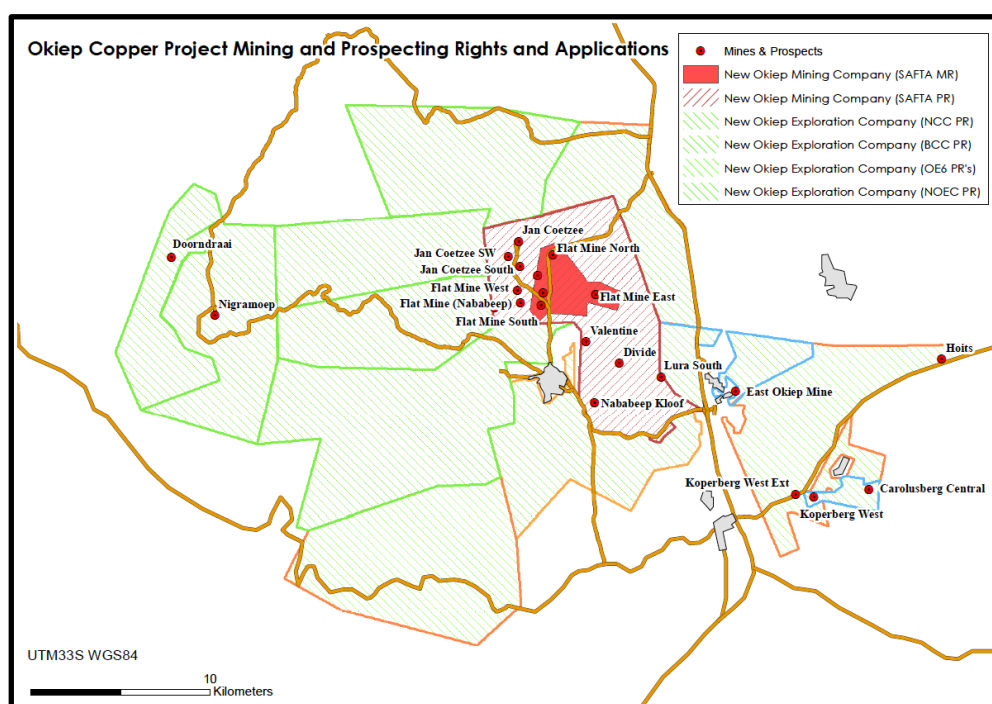 Okiep Copper Project Mining and Prospecting Rights and Applications
Mines & Prospects
New Okiep Mining Company (SAFTA MR)
New Okiep Mining Company (SAFTA PR)
New Okiep Exploration Company (NCC PR)
New Okiep Exploration Company (BCC PR)
New Okiep Exploration Company (OE6 PR's)
New Okiep Exploration Company (NOEC PR)
Jan Coetzee
Doorndraai
Jan Coetzee SW
Flat Mine North
Jan Coetzee South
Flat Mine West
Flat Mine East
Nigramoep
Flat Mine (Nababeep)
Flat Mine South
Valentine
Hoits
Divide
Lura South
East Okiep Mine
Nababeep Kloof
Koperberg West Ext
Carolusberg Central
Koperberg West
UTM33S WGS84
10
Kilometers